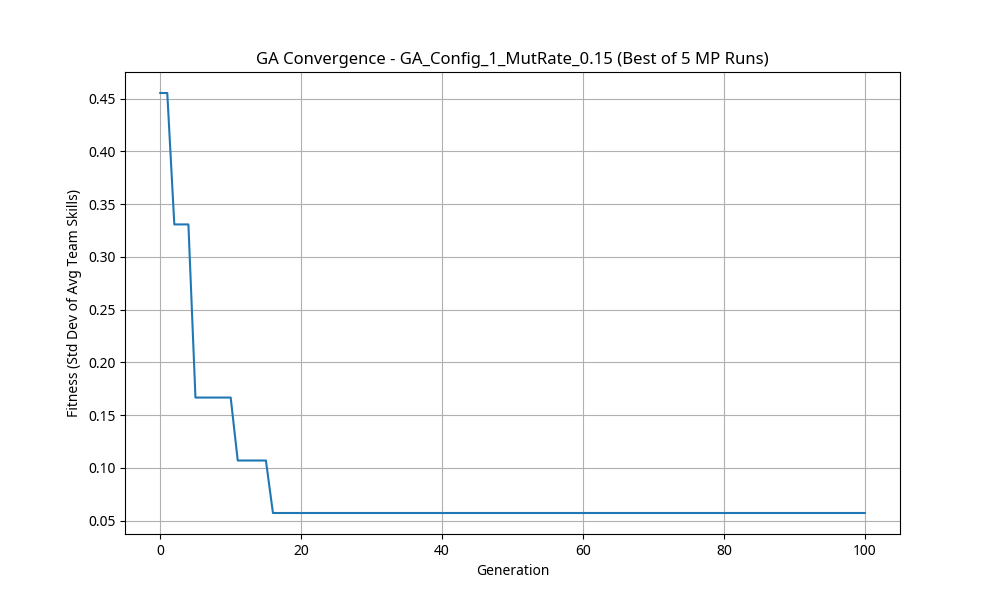 GA Convergence - GA_Config_1_MutRate_0.15 (Best of 5 MP Runs)
Fitness (Std Dev of Avg Team Skills)
0.45
0.40
0.35
0.30
0.25
0.20
0.15
0.10
0.05
0 20 40 60 80 100
Generation